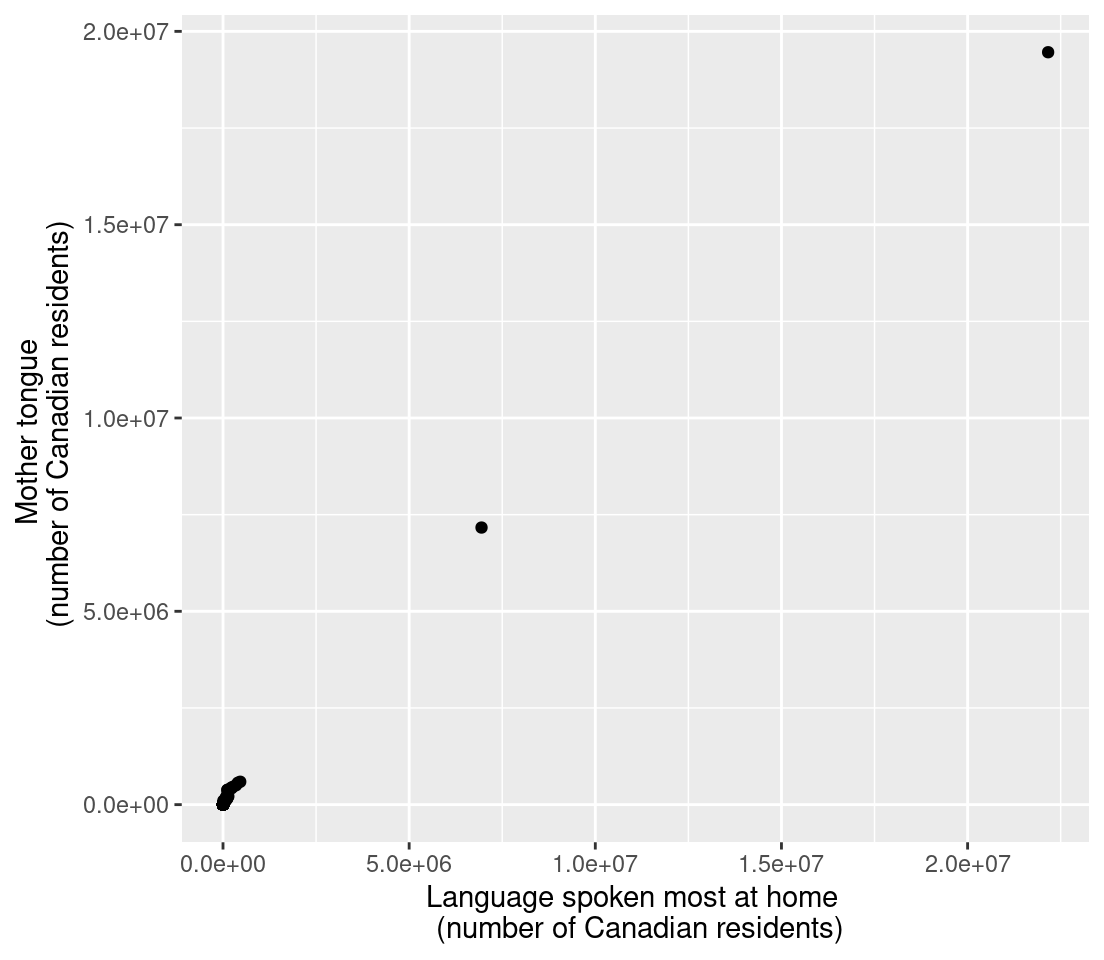 Mother tongue
(number of Canadian residents)
2.0e+07
1.5e+07
1.0e+07
5.0e+06
0.0e+00
0.0e+00 5.0e+06 1.0e+07 1.5e+07 2.0e+07
Language spoken most at home
(number of Canadian residents)